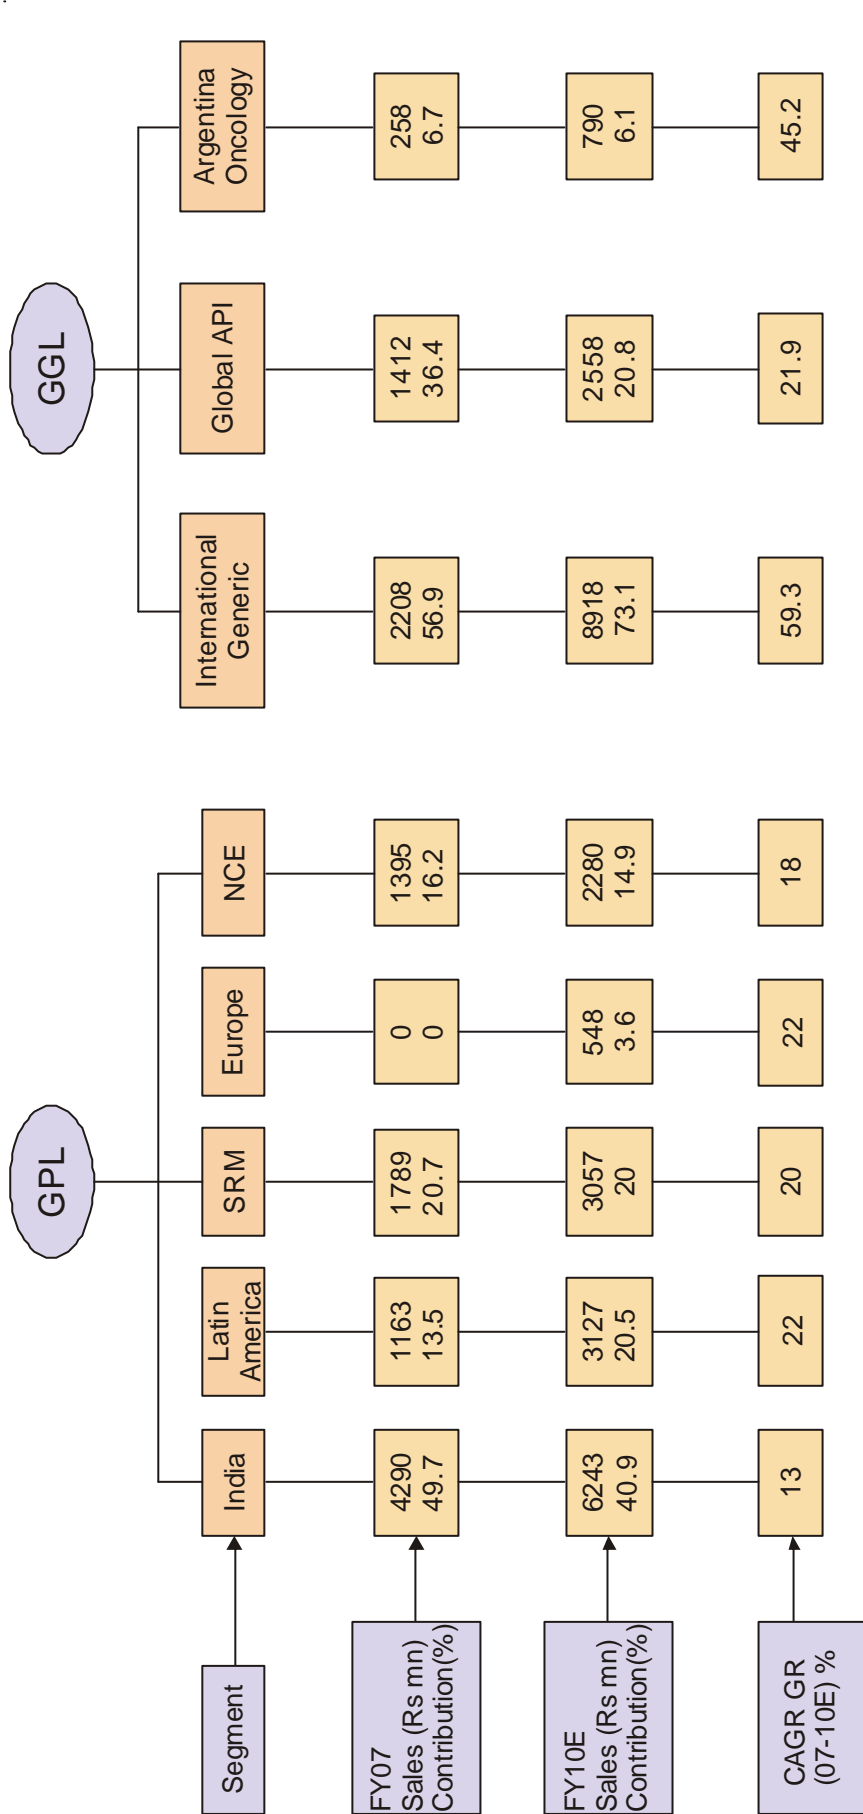 GPL
GGL
Segment
India
Latin
America
SRM
Europe
NCE
International
Generic
Global API
Argentina
Oncology
FY07
Sales (Rs mn)
Contribution(%)
4290
49.7
1163
13.5
1789
20.7
0
0
1395
16.2
2208
56.9
1412
36.4
258
6.7
FY10E
Sales (Rs mn)
Contribution(%)
6243
40.9
3127
20.5
3057
20
548
3.6
2280
14.9
8918
73.1
2558
20.8
790
6.1
CAGR GR
(07-10E) %
13
22
20
22
18
59.3
21.9
45.2